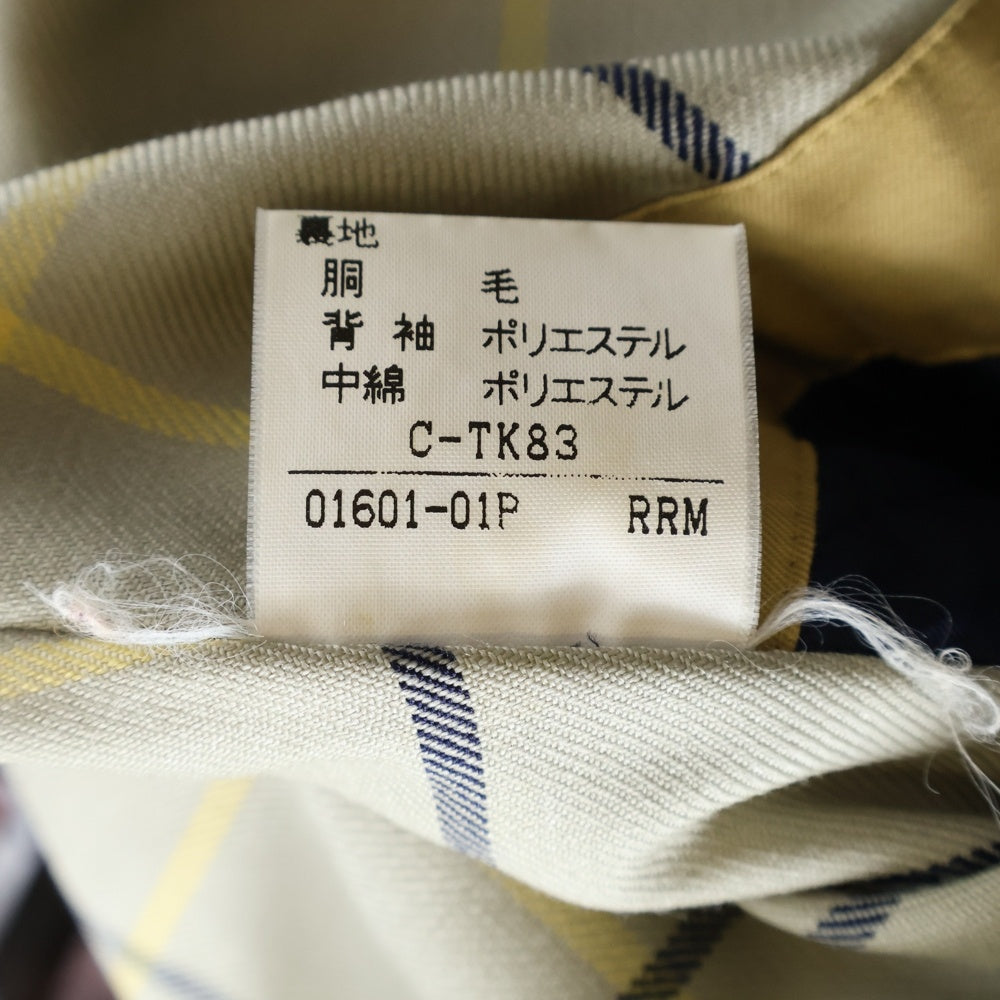 裏地
胴 毛
背 袖 ポリエステル
中綿 ポリエステル
C-TK83
01601-01P RRM